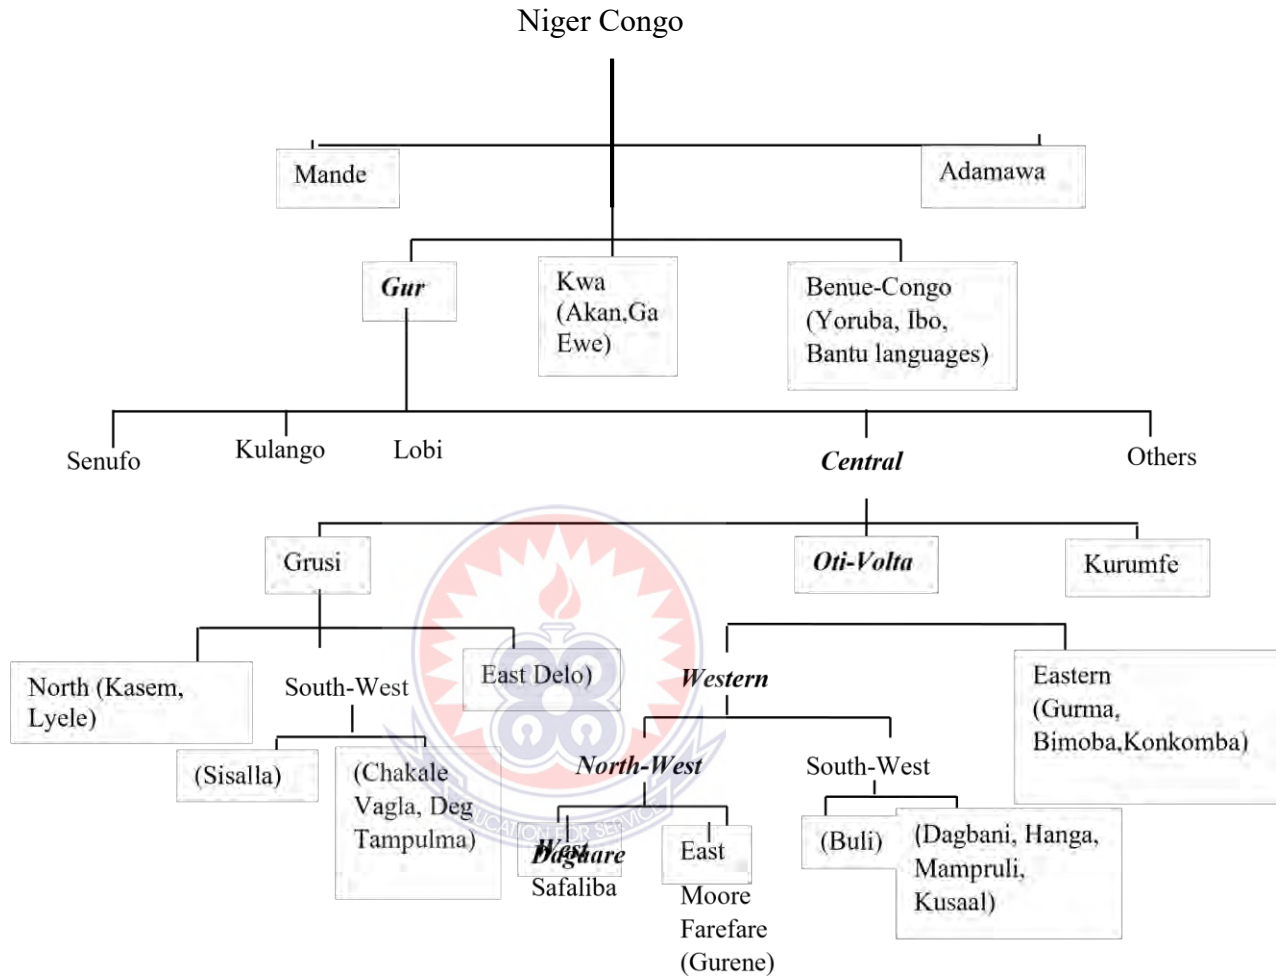 Niger Congo
Mande
Adamawa
Gur
Kwa
(Akan,Ga
Ewe)
Benue-Congo
(Yoruba, Ibo,
Bantu languages)
Senufo
Kulango
Lobi
Central
Others
Grusi
Oti-Volta
Kurumfe
North (Kasem,
Lyele)
South-West
East Delo)
Western
Eastern
(Gurma,
Bimoba,Konkomba)
(Sisalla)
(Chakale
Vagla, Deg
Tampulma)
North-West
South-West
West
Dagaare
Safaliba
East
Moore
Farefare
(Gurene)
(Buli)
(Dagbani, Hanga,
Mampruli,
Kusaal)
EDUCATION FOR SERVICE